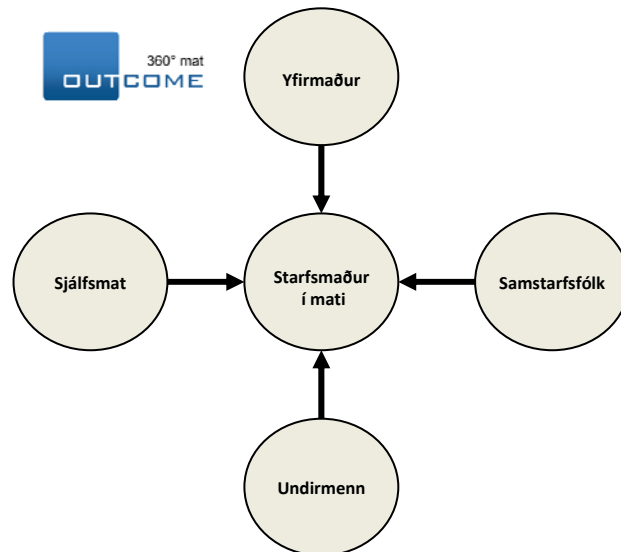 360° mat
OUTCOME
Yfirmaður
Sjálfsmat
Starfsmaður
í mati
Samstarfsfólk
Undirmenn